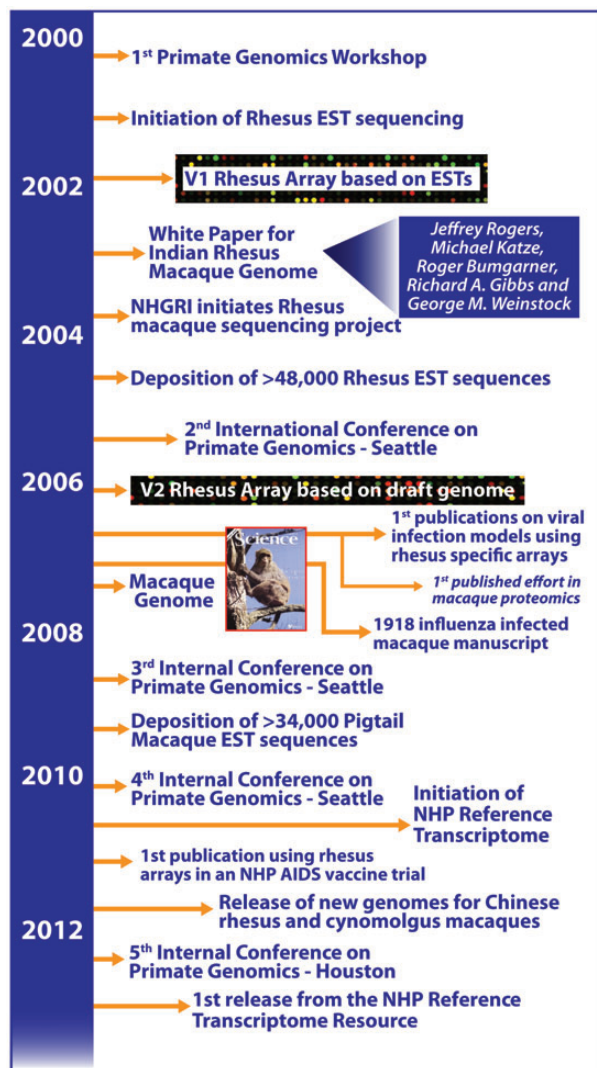 2000
1st Primate Genomics Workshop
Initiation of Rhesus EST sequencing
2002
V1 Rhesus Array based on ESTs
White Paper for
Indian Rhesus
Macaque Genome
Jeffrey Rogers,
Michael Katze,
Roger Bumgarner,
Richard A. Gibbs and
George M. Weinstock
NHGRI initiates Rhesus
macaque sequencing project
2004
Deposition of >48,000 Rhesus EST sequences
2nd International Conference on
Primate Genomics - Seattle
2006
V2 Rhesus Array based on draft genome
1st publications on viral
infection models using
rhesus specific arrays
Science
Macaque
Genome
1st published effort in
macaque proteomics
2008
1918 influenza infected
macaque manuscript
3rd Internal Conference on
Primate Genomics - Seattle
Deposition of >34,000 Pigtail
Macaque EST sequences
2010
4th Internal Conference on
Primate Genomics - Seattle
Initiation of
NHP Reference
Transcriptome
1st publication using rhesus
arrays in an NHP AIDS vaccine trial
Release of new genomes for Chinese
rhesus and cynomolgus macaques
2012
5th Internal Conference on
Primate Genomics - Houston
1st release from the NHP Reference
Transcriptome Resource